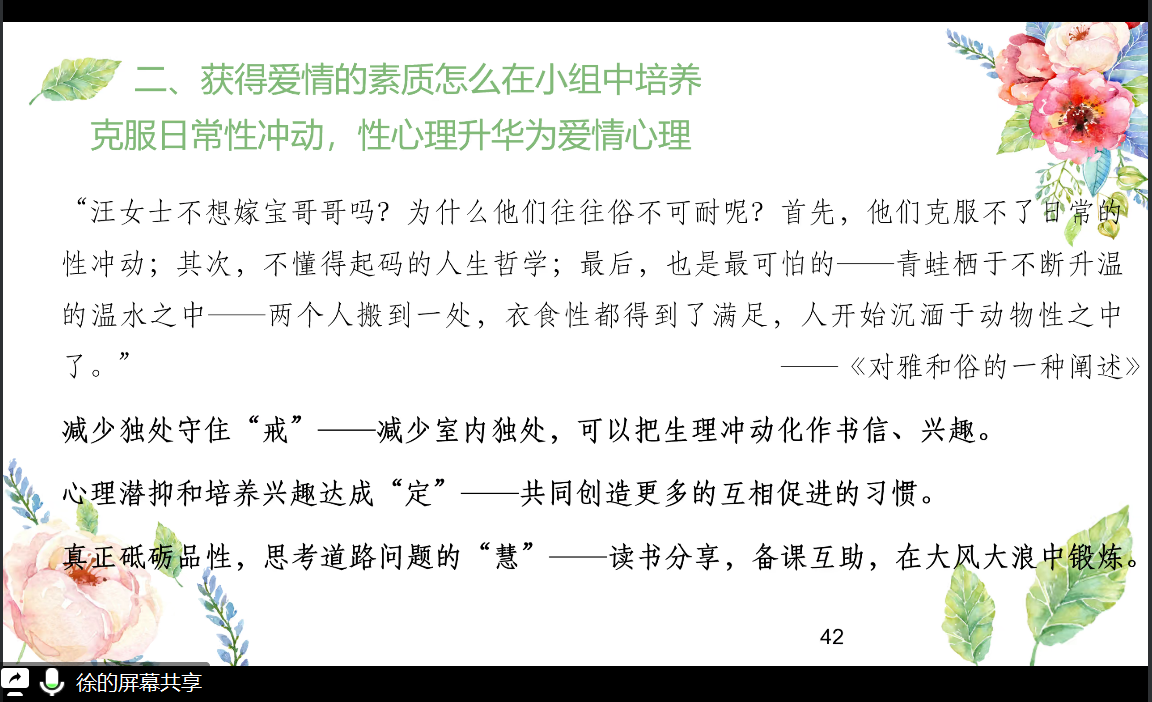 二、获得爱情的素质怎么在小组中培养
克服日常性冲动，性心理升华为爱情心理
“汪女士不想嫁宝哥哥吗？为什么他们往往俗不可耐呢？首先，他们克服不了日常的
性冲动；其次，不懂得起码的人生哲学；最后，也是最可怕的——青蛙栖于不断升温
的温水之中——两个人搬到一处，衣食性都得到了满足，人开始沉湎于动物性之中
了。”
——《对雅和俗的一种阐述》
减少独处守住“戒”——减少室内独处，可以把生理冲动化作书信、兴趣。
心理潜抑和培养兴趣达成“定”——共同创造更多的互相促进的习惯。
真正砥砺品性，思考道路问题的“慧”——读书分享，备课互助，在大风大浪中锻炼。
42
徐的屏幕共享